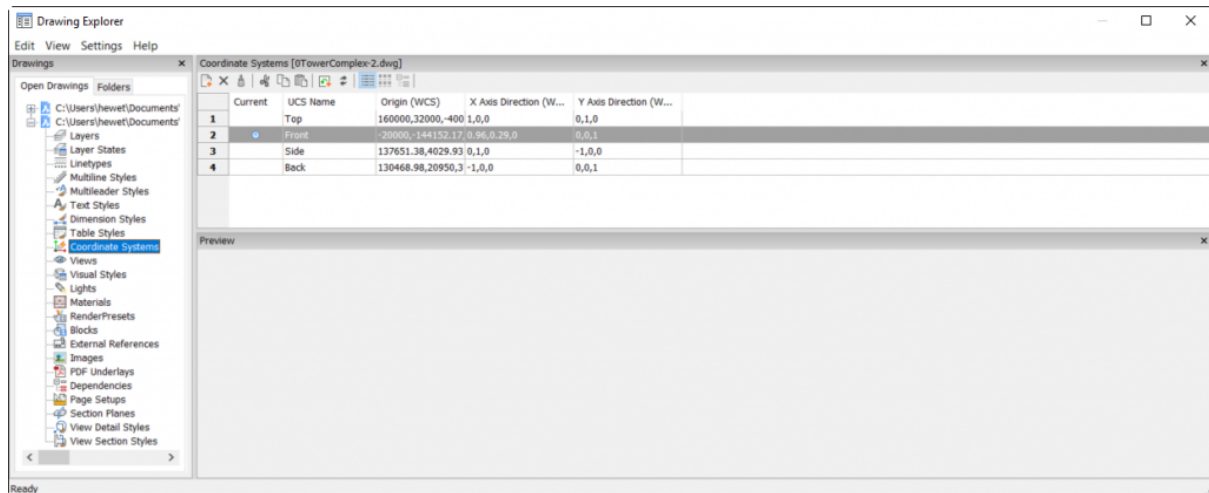 Drawing Explorer
Edit View Settings Help
Drawings
Open Drawings Folders
C:\Users\hewet\Documents'
C:\Users\hewet\Documents'
Layers
Layer States
Linetypes
Multiline Styles
Multileader Styles
Text Styles
Dimension Styles
Table Styles
Coordinate Systems
Views
Visual Styles
Lights
Materials
RenderPresets
Blocks
External References
Images
PDF Underlays
Dependencies
Page Setups
Section Planes
View Detail Styles
View Section Styles
Coordinate Systems [0TowerComplex-2.dwg]
Current UCS Name Origin (WCS) X Axis Direction (W... Y Axis Direction (W...
1 Top 160000,32000,-400 1,0,0 0,1,0
2 Front -20000,-144152.17, 0.96,0.29,0 0,0,1
3 Side 137651.38,4029.93 0,1,0 -1,0,0
4 Back 130468.98,20950,3 -1,0,0 0,0,1
Preview
Ready